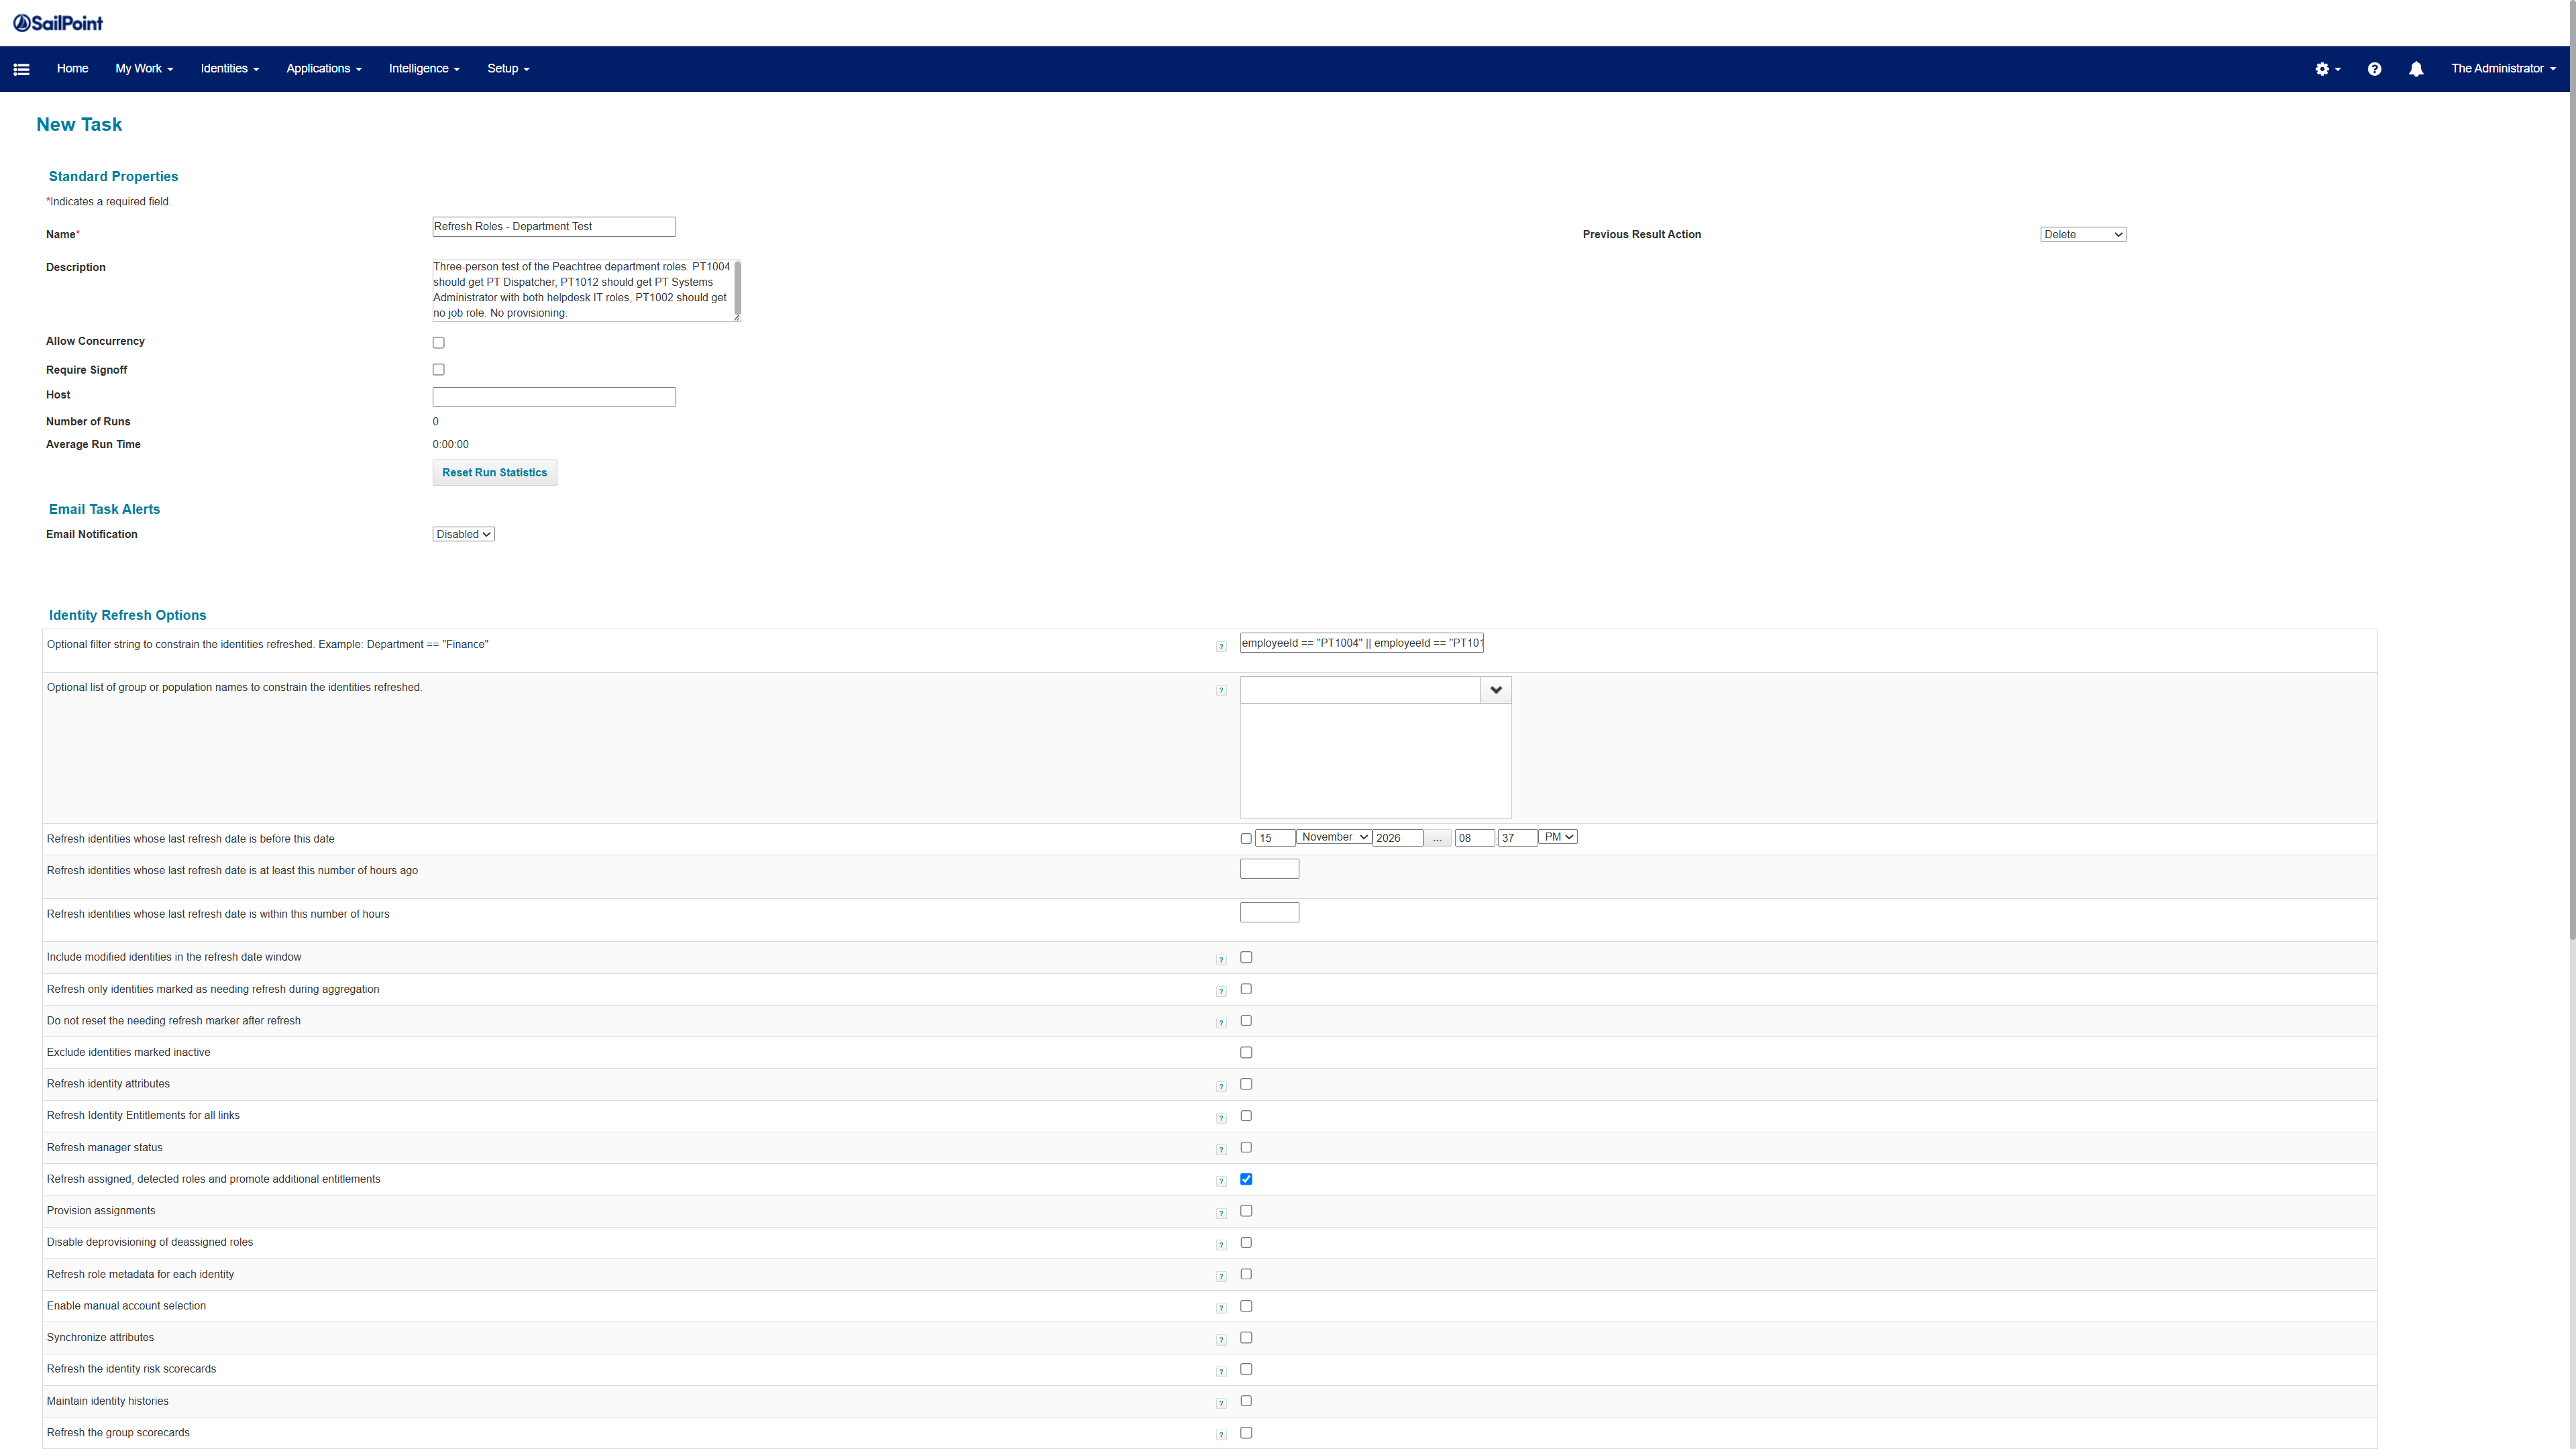 SailPoint
Home My Work Identities Applications Intelligence Setup The Administrator
New Task
Standard Properties
*Indicates a required field.
Name* Refresh Roles - Department Test Previous Result Action Delete
Description
Three-person test of the Peachtree department roles. PT1004
should get PT Dispatcher, PT1012 should get PT Systems
Administrator with both helpdesk IT roles, PT1002 should get
no job role. No provisioning.
Allow Concurrency
Require Signoff
Host
Number of Runs 0
Average Run Time 0:00:00
Reset Run Statistics
Email Task Alerts
Email Notification Disabled
Identity Refresh Options
Optional filter string to constrain the identities refreshed. Example: Department == "Finance" ? employeeId == "PT1004" || employeeId == "PT101
Optional list of group or population names to constrain the identities refreshed. ?
Refresh identities whose last refresh date is before this date 15 November 2026 ... 08 : 37 PM
Refresh identities whose last refresh date is at least this number of hours ago
Refresh identities whose last refresh date is within this number of hours
Include modified identities in the refresh date window ?
Refresh only identities marked as needing refresh during aggregation ?
Do not reset the needing refresh marker after refresh ?
Exclude identities marked inactive
Refresh identity attributes ?
Refresh Identity Entitlements for all links ?
Refresh manager status ?
Refresh assigned, detected roles and promote additional entitlements ?
Provision assignments ?
Disable deprovisioning of deassigned roles ?
Refresh role metadata for each identity ?
Enable manual account selection ?
Synchronize attributes ?
Refresh the identity risk scorecards ?
Maintain identity histories ?
Refresh the group scorecards ?